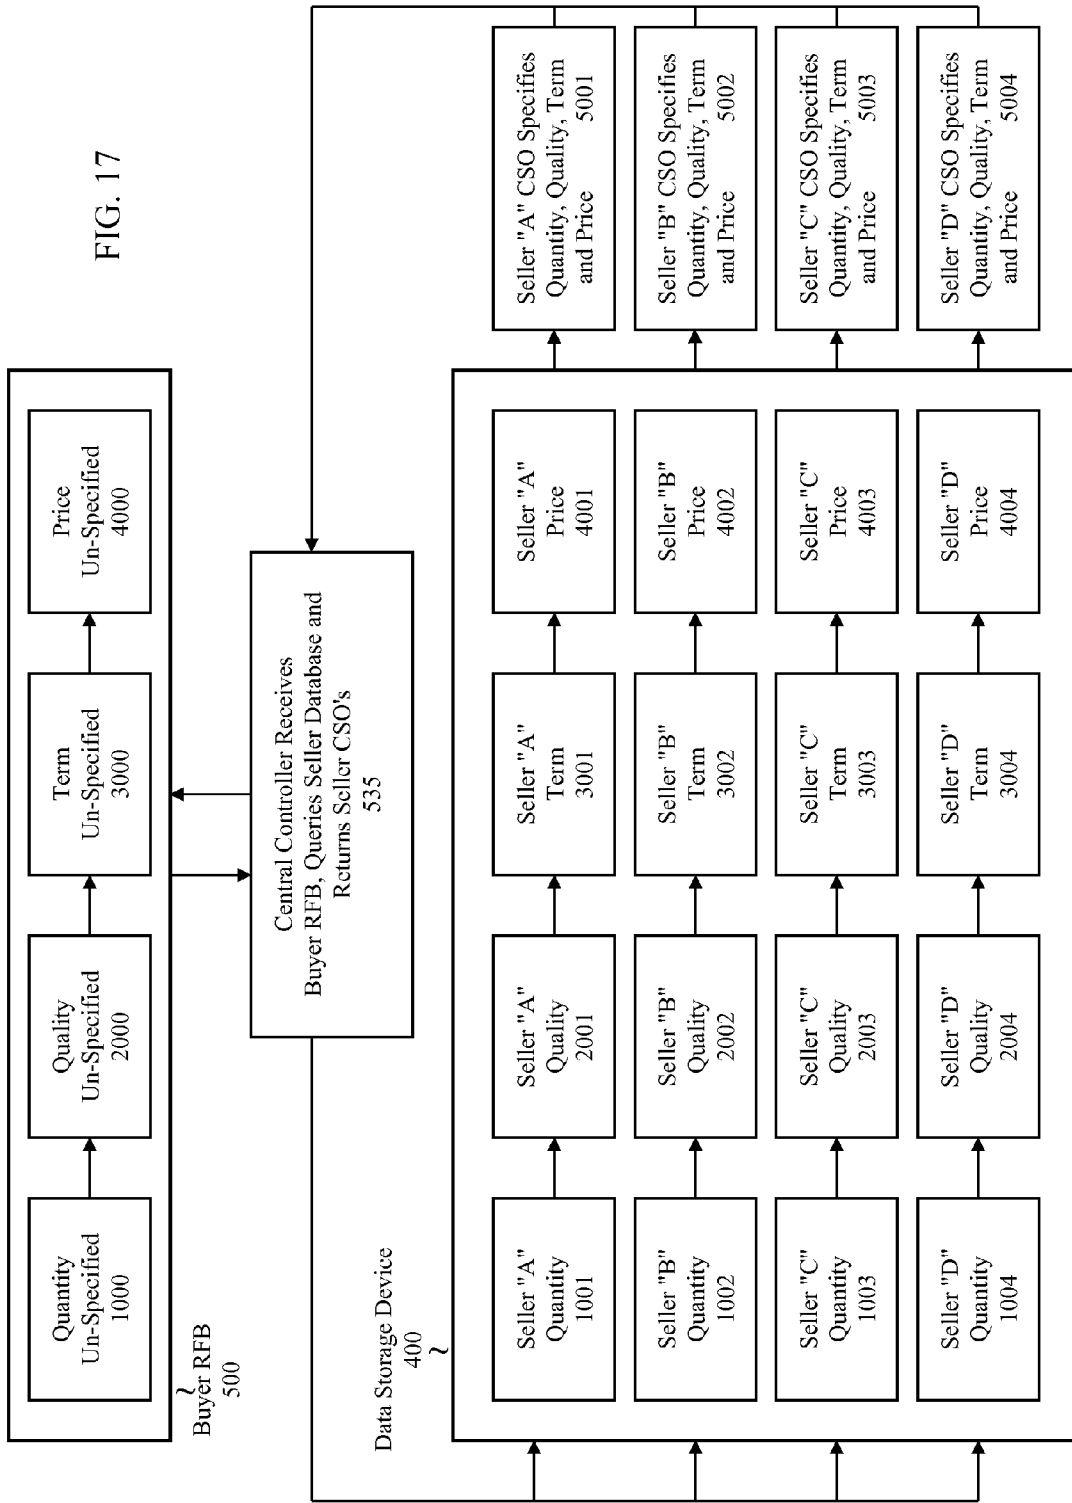 FIG. 17
Quantity
Un-Specified
1000
Quality
Un-Specified
2000
Term
Un-Specified
3000
Price
Un-Specified
4000
Buyer RFB
500
Central Controller Receives
Buyer RFB, Queries Seller Database and
Returns Seller CSO's
535
Data Storage Device
400
Seller "A"
Quantity
1001
Seller "A"
Quality
2001
Seller "A"
Term
3001
Seller "A"
Price
4001
Seller "A" CSO Specifies
Quantity, Quality, Term
and Price 5001
Seller "B"
Quantity
1002
Seller "B"
Quality
2002
Seller "B"
Term
3002
Seller "B"
Price
4002
Seller "B" CSO Specifies
Quantity, Quality, Term
and Price 5002
Seller "C"
Quantity
1003
Seller "C"
Quality
2003
Seller "C"
Term
3003
Seller "C"
Price
4003
Seller "C" CSO Specifies
Quantity, Quality, Term
and Price 5003
Seller "D"
Quantity
1004
Seller "D"
Quality
2004
Seller "D"
Term
3004
Seller "D"
Price
4004
Seller "D" CSO Specifies
Quantity, Quality, Term
and Price 5004